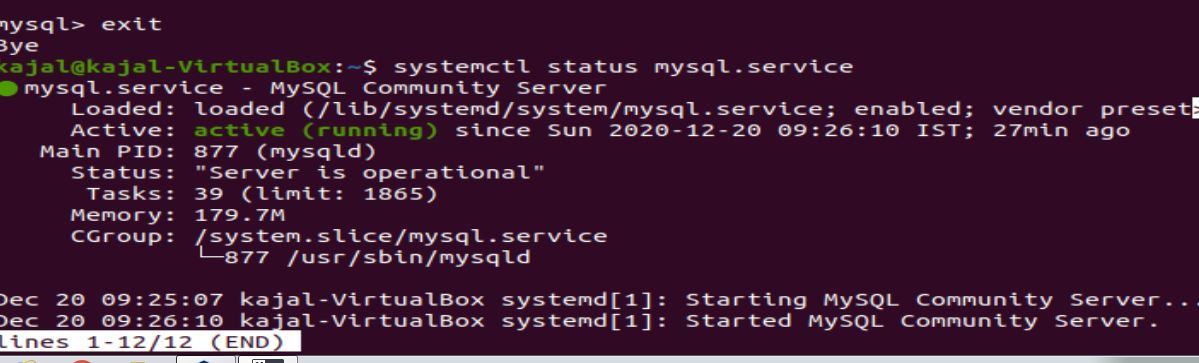 mysql> exit
Bye
kajal@kajal-VirtualBox:~$ systemctl status mysql.service
● mysql.service - MySQL Community Server
     Loaded: loaded (/lib/systemd/system/mysql.service; enabled; vendor preset>
     Active: active (running) since Sun 2020-12-20 09:26:10 IST; 27min ago
   Main PID: 877 (mysqld)
     Status: "Server is operational"
      Tasks: 39 (limit: 1865)
     Memory: 179.7M
     CGroup: /system.slice/mysql.service
             └─877 /usr/sbin/mysqld

Dec 20 09:25:07 kajal-VirtualBox systemd[1]: Starting MySQL Community Server...
Dec 20 09:26:10 kajal-VirtualBox systemd[1]: Started MySQL Community Server.
lines 1-12/12 (END)